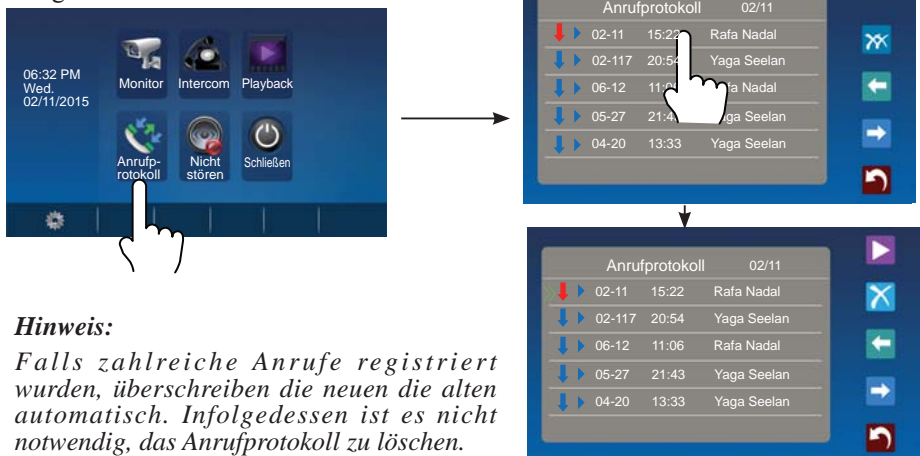 06:32 PM
Wed.
02/11/2015
Monitor
Intercom
Playback
Anrufp-
rotokoll
Nicht
stören
Schließen
Anrufprotokoll 02/11
02-11 15:22 Rafa Nadal
02-117 20:54 Yaga Seelan
06-12 Nadal
05-27 Seelan
04-20 13:33 Yaga Seelan
Anrufprotokoll 02/11
02-11 15:22 Rafa Nadal
02-117 20:54 Yaga Seelan
06-12 11:06 Rafa Nadal
05-27 21:43 Yaga Seelan
04-20 13:33 Yaga Seelan
Hinweis:
Falls zahlreiche Anrufe registriert
wurden, überschreiben die neuen die alten
automatisch. Infolgedessen ist es nicht
notwendig, das Anrufprotokoll zu löschen.